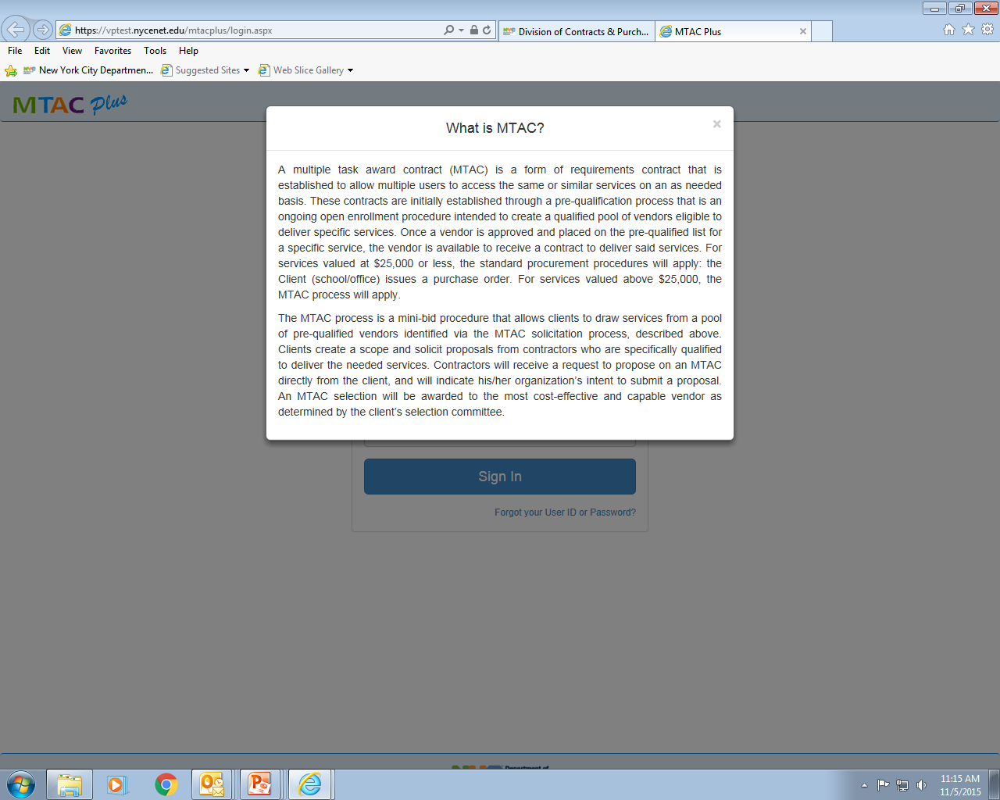 https://vptest.nycenet.edu/mtacplus/login.aspx
Division of Contracts & Purch...
MTAC Plus
File Edit View Favorites Tools Help
New York City Departmen... Suggested Sites Web Slice Gallery
MTAC Plus
What is MTAC?
×
A multiple task award contract (MTAC) is a form of requirements contract that is
established to allow multiple users to access the same or similar services on an as needed
basis. These contracts are initially established through a pre-qualification process that is an
ongoing open enrollment procedure intended to create a qualified pool of vendors eligible to
deliver specific services. Once a vendor is approved and placed on the pre-qualified list for
a specific service, the vendor is available to receive a contract to deliver said services. For
services valued at $25,000 or less, the standard procurement procedures will apply: the
Client (school/office) issues a purchase order. For services valued above $25,000, the
MTAC process will apply.
The MTAC process is a mini-bid procedure that allows clients to draw services from a pool
of pre-qualified vendors identified via the MTAC solicitation process, described above.
Clients create a scope and solicit proposals from contractors who are specifically qualified
to deliver the needed services. Contractors will receive a request to propose on an MTAC
directly from the client, and will indicate his/her organization's intent to submit a proposal.
An MTAC selection will be awarded to the most cost-effective and capable vendor as
determined by the client's selection committee.
Sign In
Forgot your User ID or Password?
Department of
11:15 AM
11/5/2015